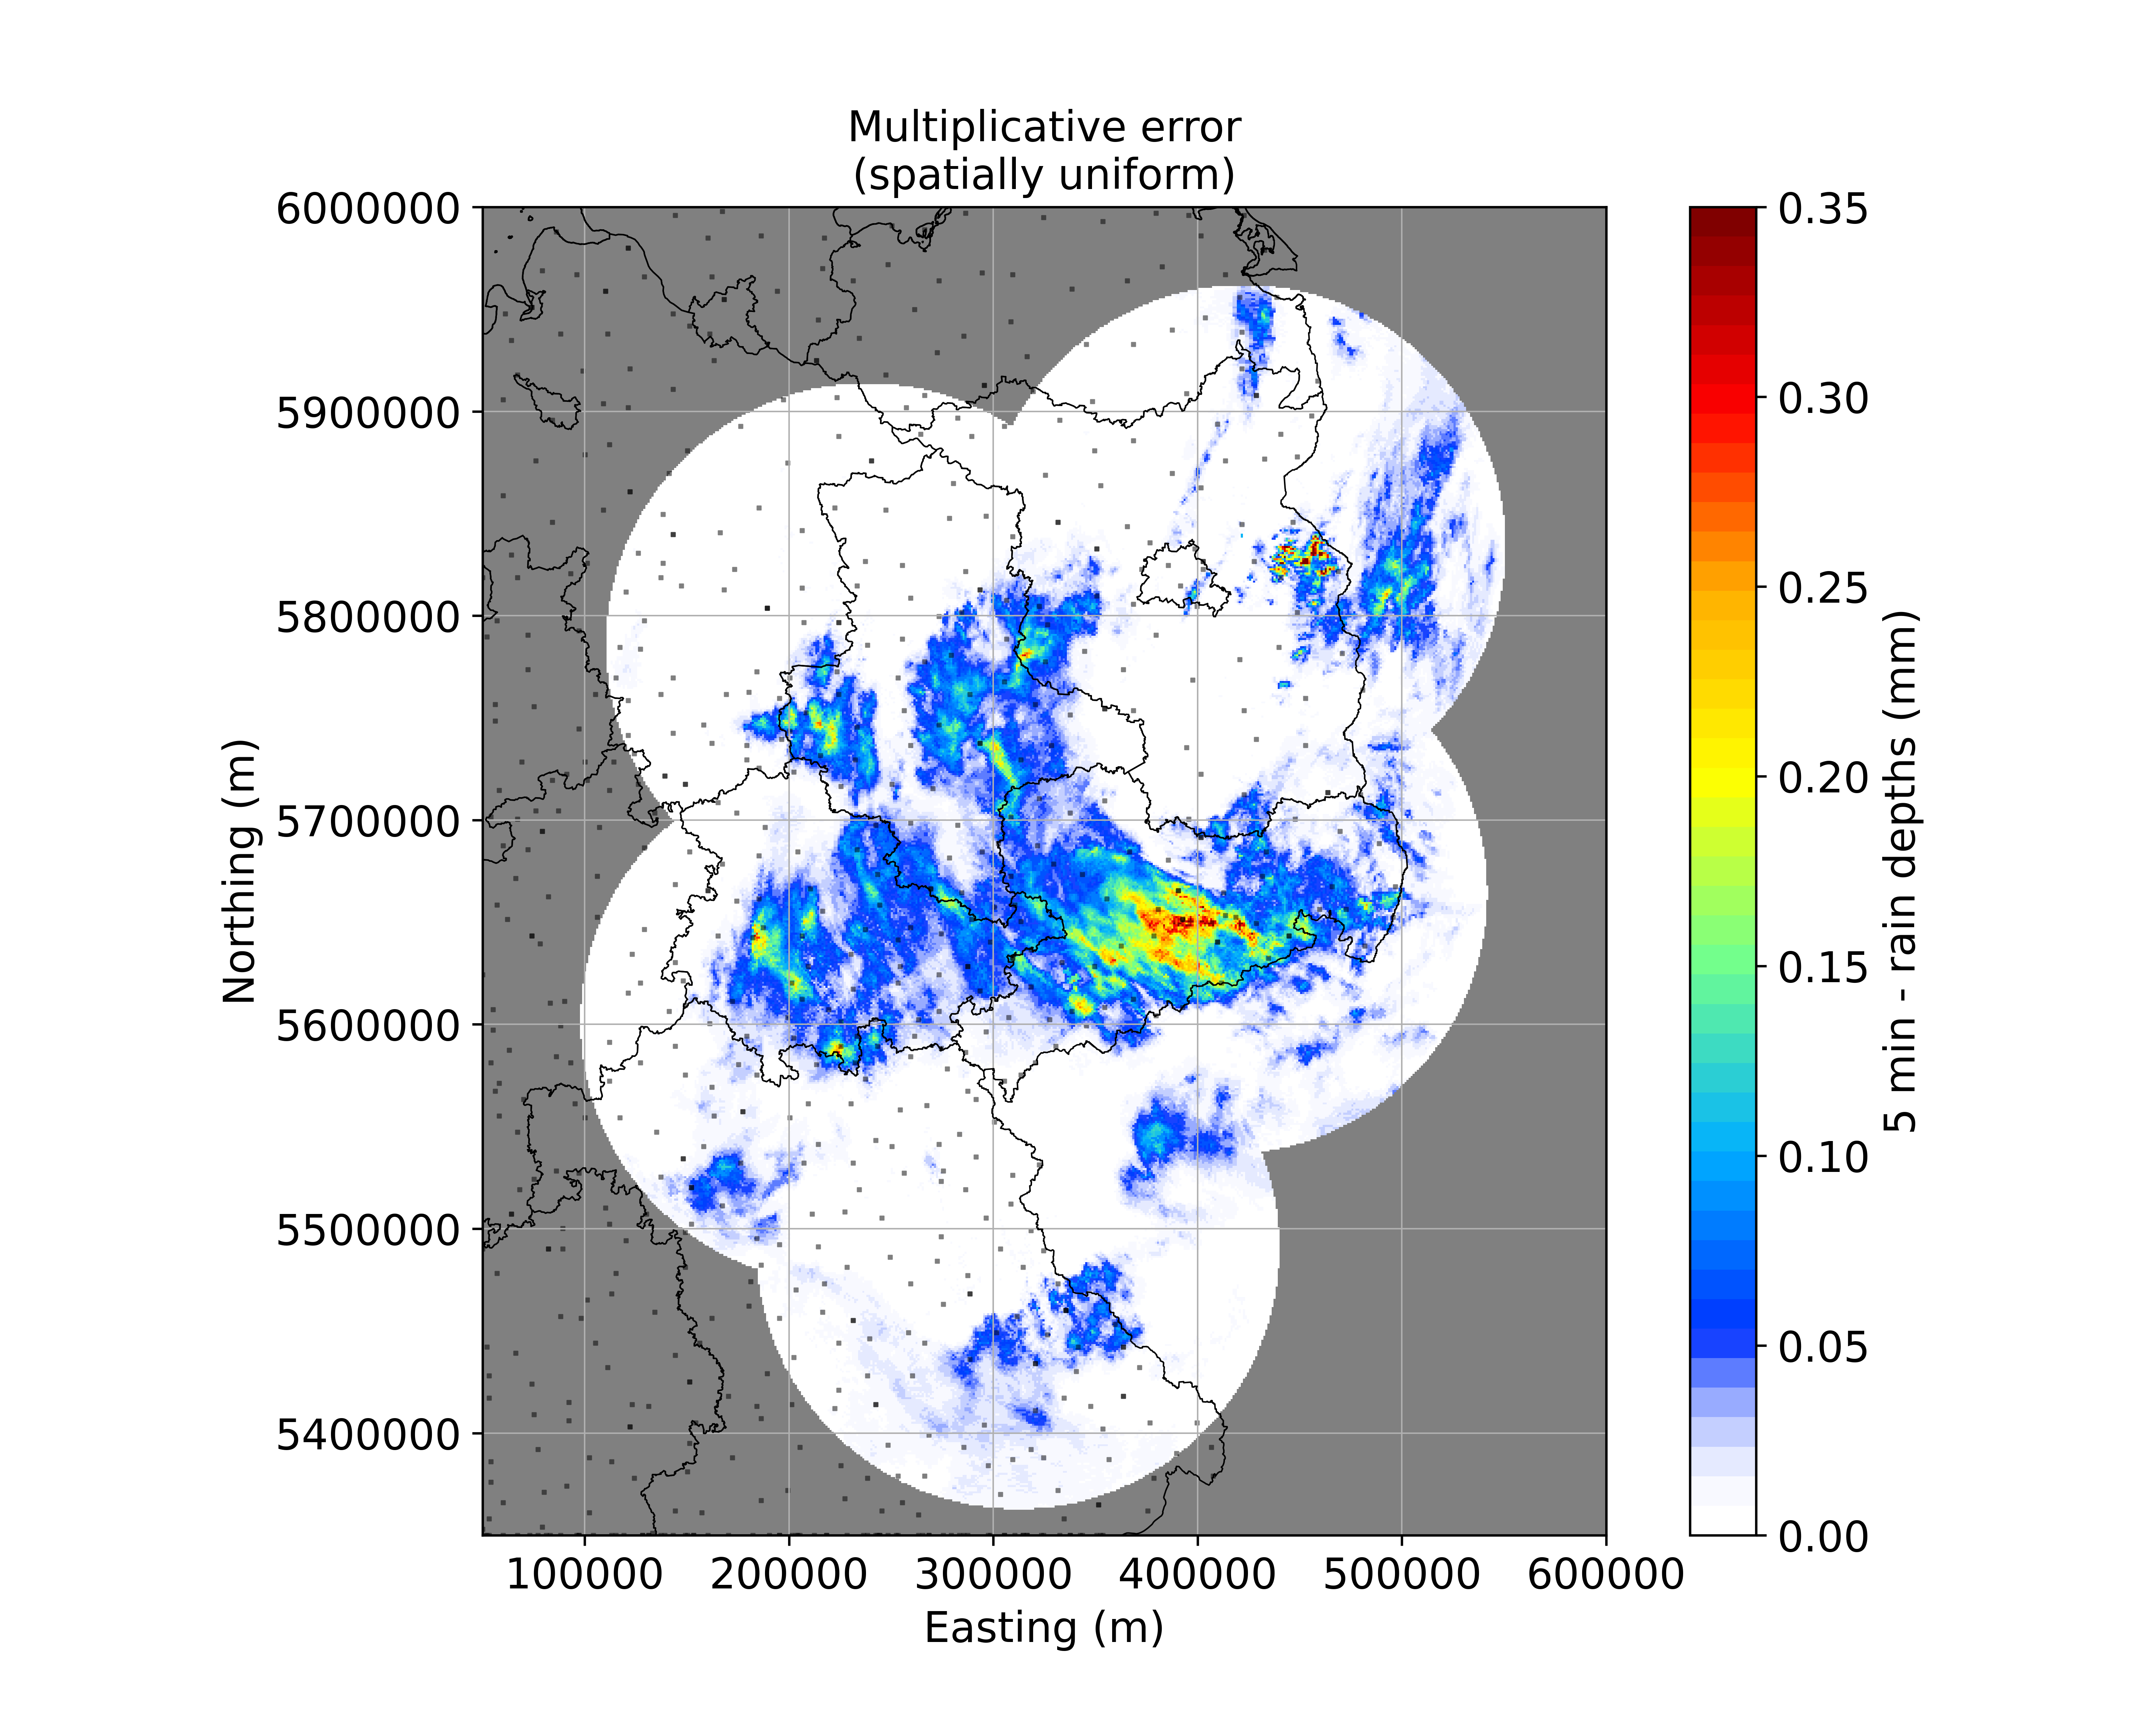 Multiplicative error
(spatially uniform)
6000000
5900000
5800000
5700000
5600000
5500000
5400000
Northing (m)
100000 200000 300000 400000 500000 600000
Easting (m)
0.35
0.30
0.25
0.20
0.15
0.10
0.05
0.00
5 min - rain depths (mm)